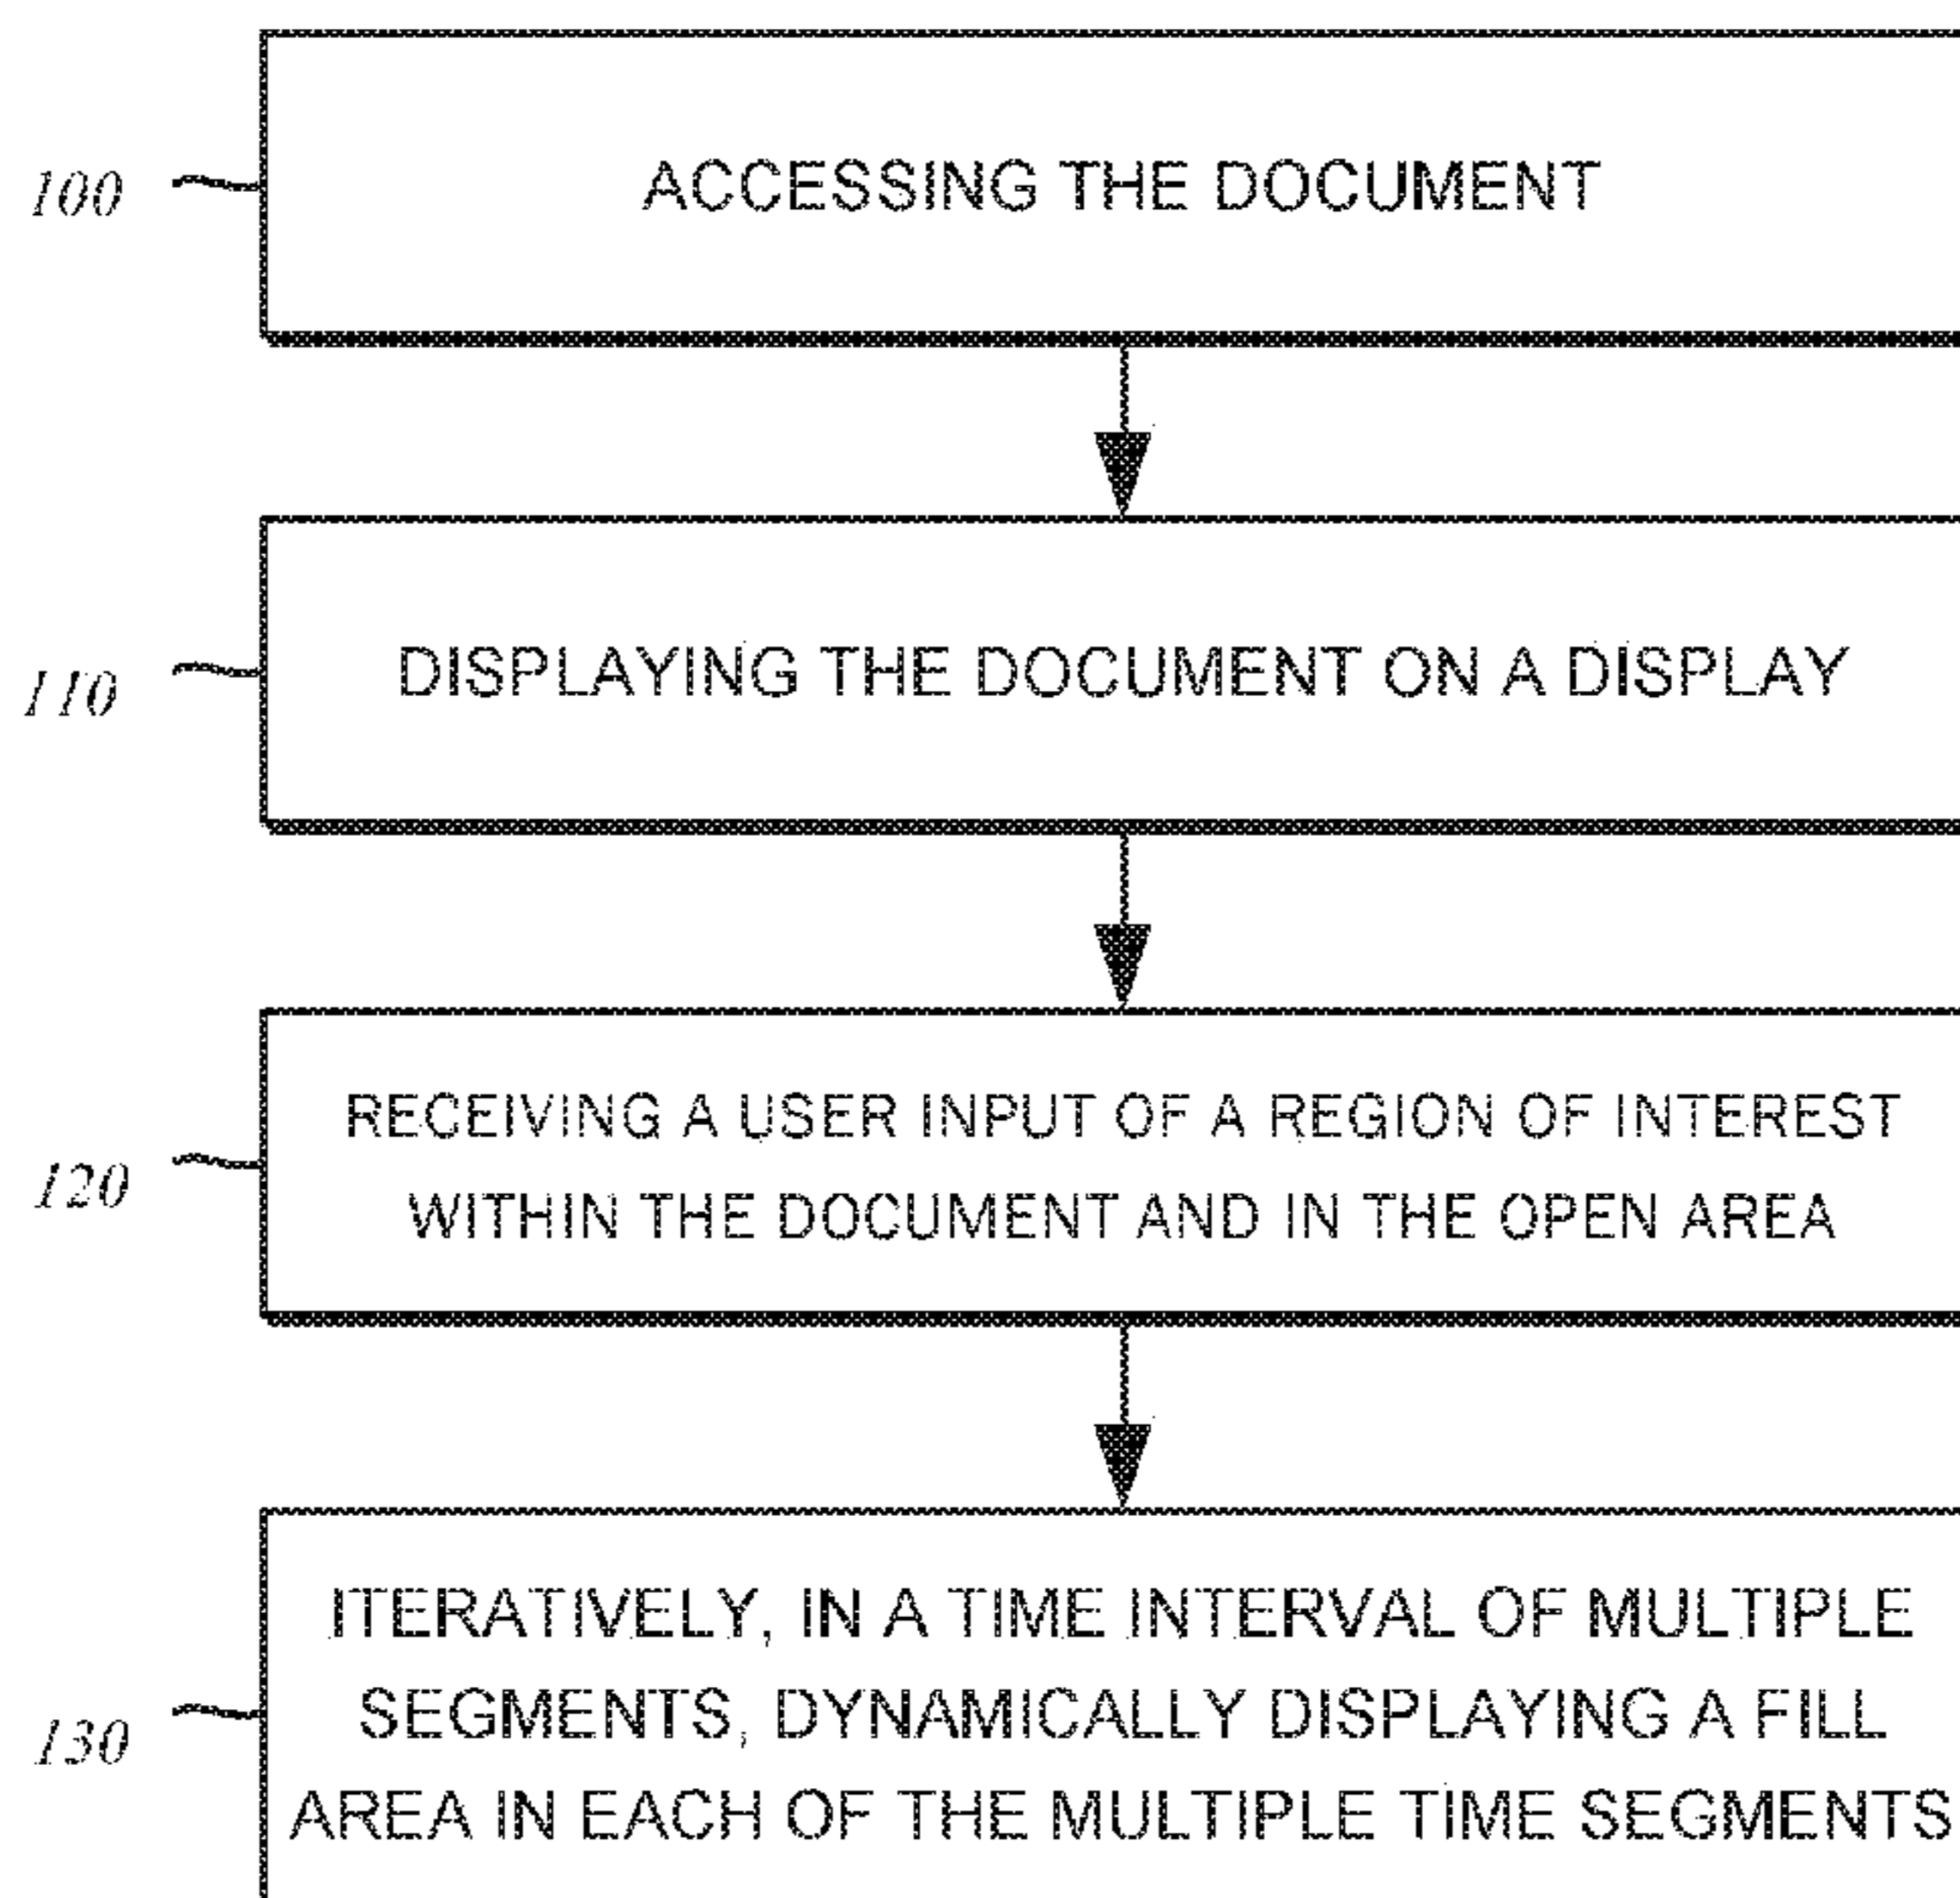 100
ACCESSING THE DOCUMENT
110
DISPLAYING THE DOCUMENT ON A DISPLAY
120
RECEIVING A USER INPUT OF A REGION OF INTEREST
WITHIN THE DOCUMENT AND IN THE OPEN AREA
130
ITERATIVELY, IN A TIME INTERVAL OF MULTIPLE
SEGMENTS, DYNAMICALLY DISPLAYING A FILL
AREA IN EACH OF THE MULTIPLE TIME SEGMENTS